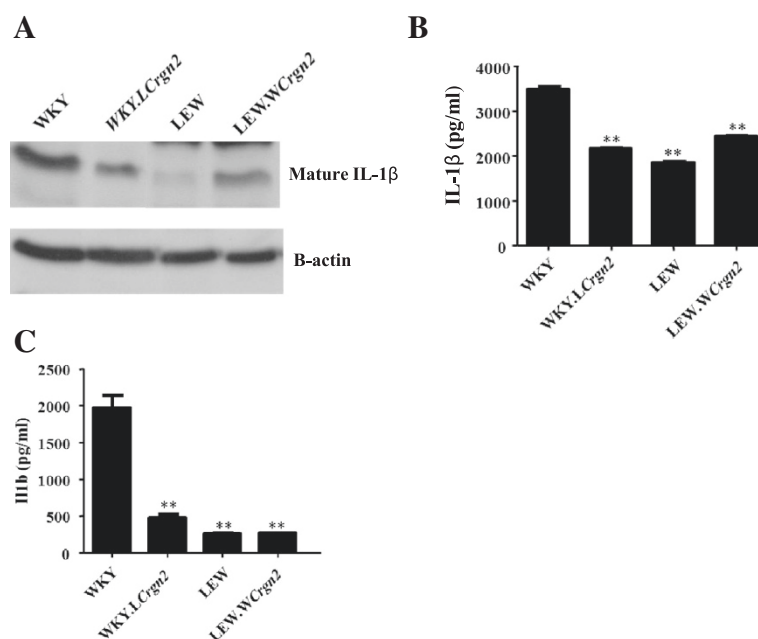 A
WKY
WKY.LCrgn2
LEW
LEW.WCrgn2
Mature IL-1β
B-actin
B
IL-1β (pg/ml)
4000
3000
2000
1000
0
**
**
**
WKY
WKY.LCrgn2
LEW
LEW.WCrgn2
C
Il1b (pg/ml)
2500
2000
1500
1000
500
0
**
**
**
WKY
WKY.LCrgn2
LEW
LEW.WCrgn2